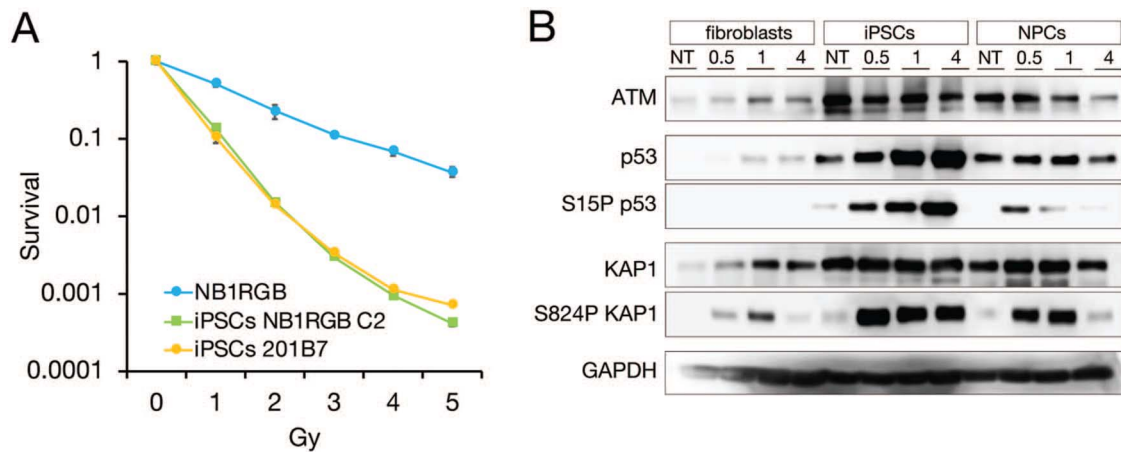 A
Survival
1
0.1
0.01
0.001
0.0001
NB1RGB
iPSCs NB1RGB C2
iPSCs 201B7
0 1 2 3 4 5
Gy
B
fibroblasts iPSCs NPCs
NT 0.5 1 4 NT 0.5 1 4 NT 0.5 1 4
ATM
p53
S15P p53
KAP1
S824P KAP1
GAPDH